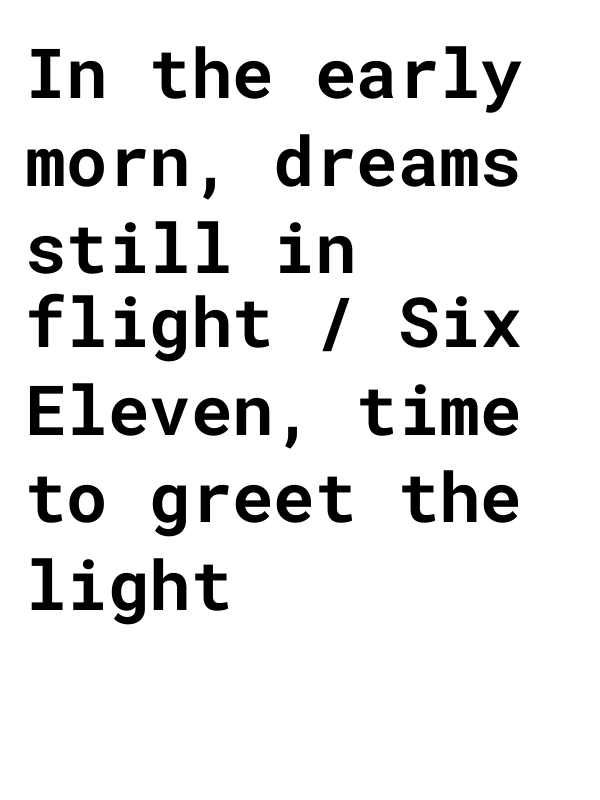 In the early
morn, dreams
still in
flight / Six
Eleven, time
to greet the
light